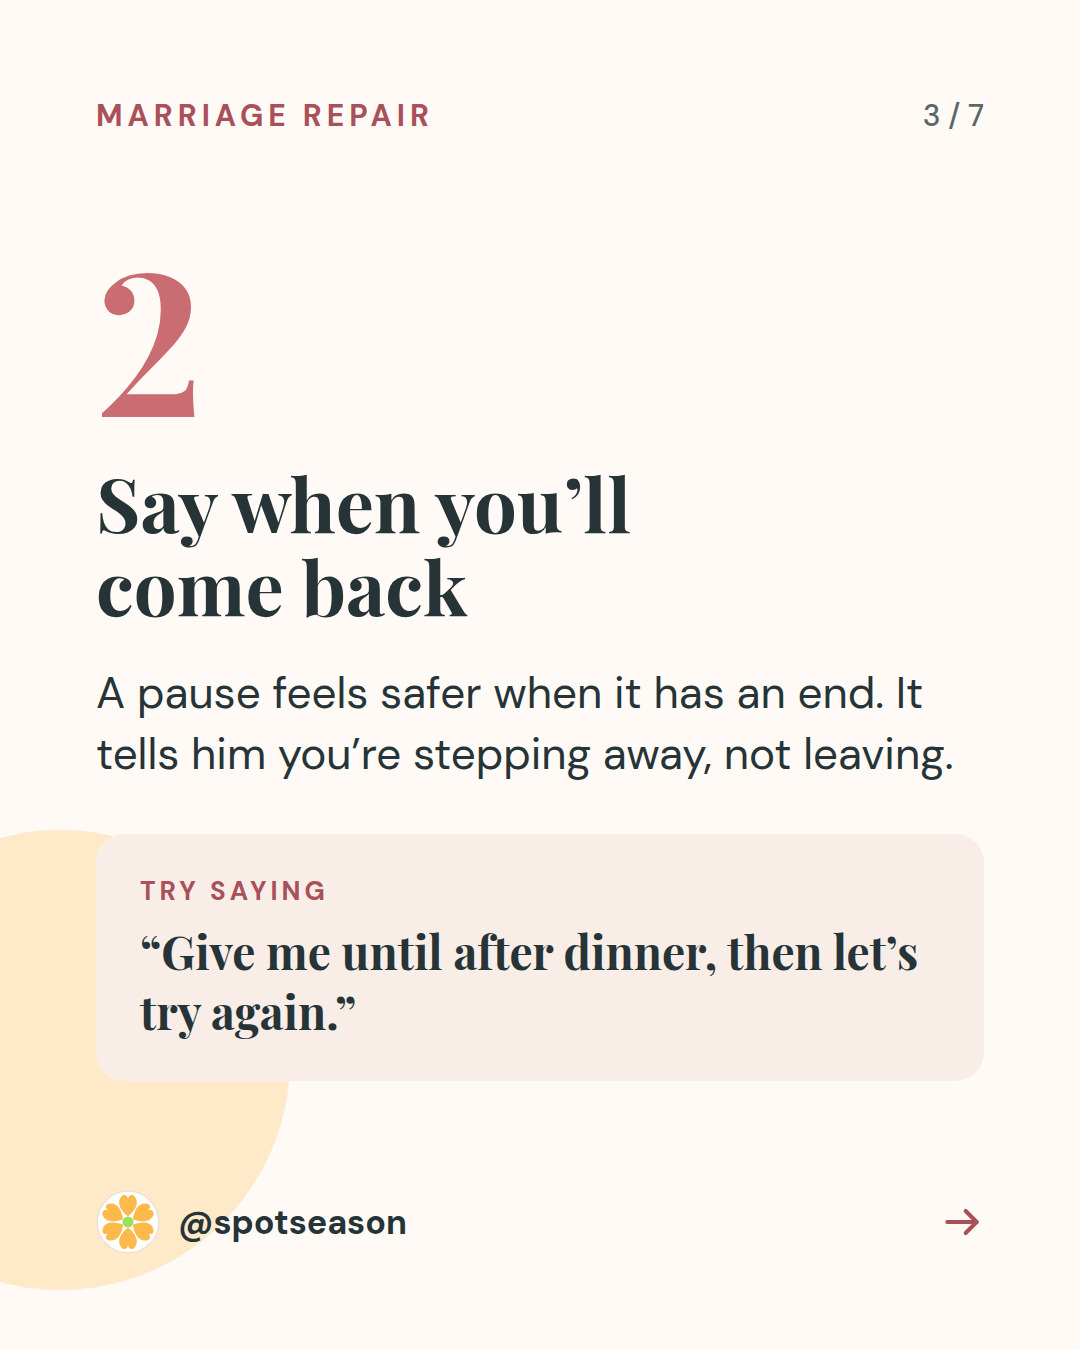 MARRIAGE REPAIR
3 / 7
2
Say when you’ll
come back
A pause feels safer when it has an end. It
tells him you’re stepping away, not leaving.
TRY SAYING
“Give me until after dinner, then let’s
try again.”
@spotseason